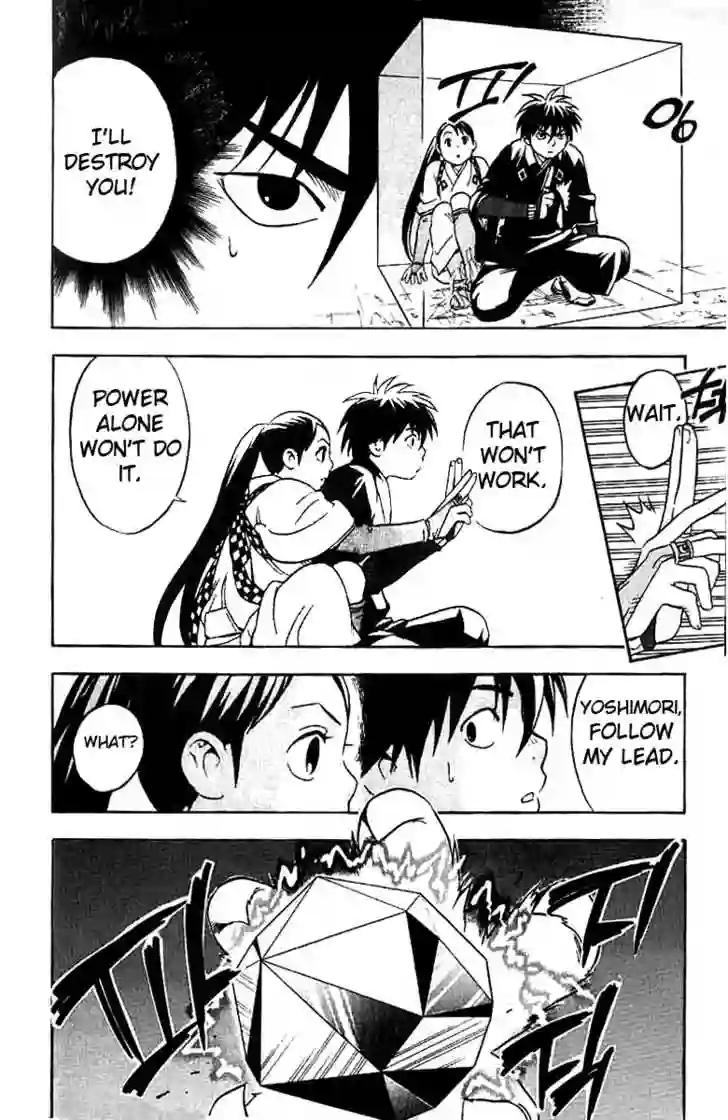 I'LL
DESTROY
YOU!
WAIT.
THAT
WON'T
WORK.
POWER
ALONE
WON'T DO
IT.
YOSHIMORI,
FOLLOW
MY LEAD.
WHAT?